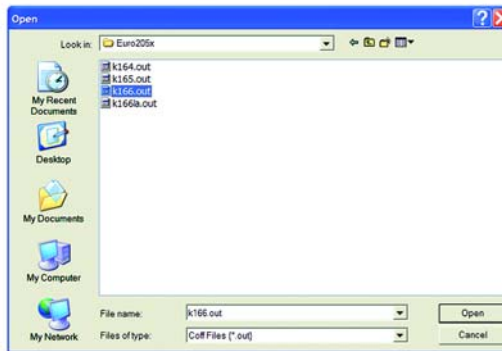 Open
Look in: Euro205x
k164.out
k165.out
k166.out
k166la.out
My Recent
Documents
Desktop
My Documents
My Computer
My Network
File name: k166.out Open
Files of type: Coff Files (*.out) Cancel